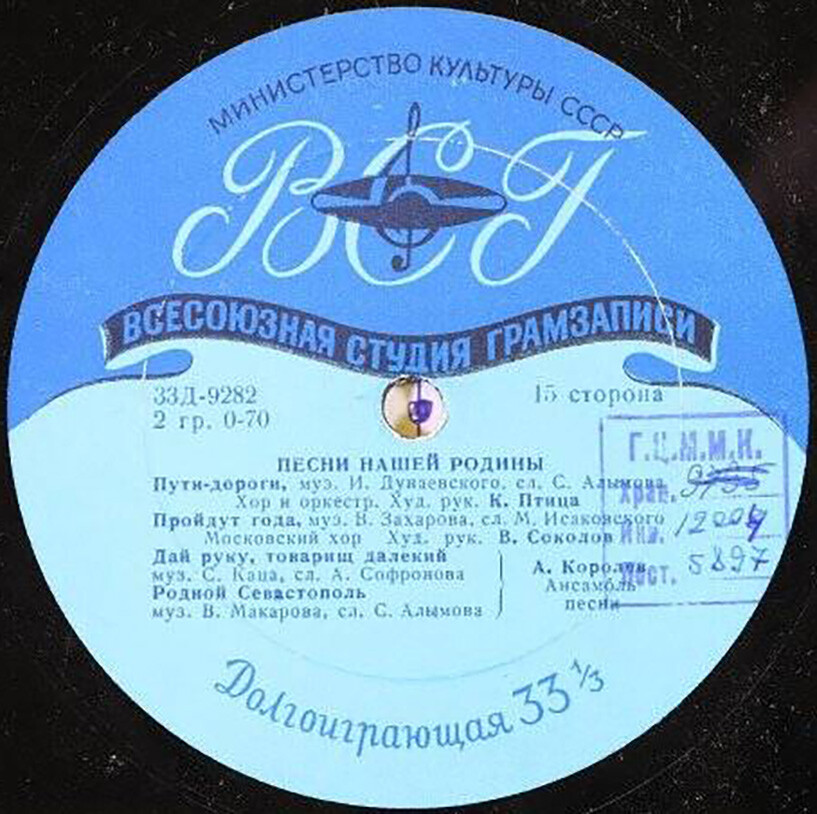 МИНИСТЕРСТВО КУЛЬТУРЫ СССР
ВСГ
ВСЕСОЮЗНАЯ СТУДИЯ ГРАМЗАПИСИ
33Д-9282
2 гр. 0-70
15 сторона
ПЕСНИ НАШЕЙ РОДИНЫ
Пути-дороги, муз. И. Дунаевского, сл. С. Алымова
Хор и оркестр. Худ. рук. К. Птица
Пройдут года, муз. В. Захарова, сл. М. Исаковского
Московский хор Худ. рук. В. Соколов
Дай руку, товарищ далекий
муз. С. Каца, сл. А. Софронова
Родной Севастополь
муз. В. Макарова, сл. С. Алымова
А. Королев
Ансамбль
песни
Г.Ц.М.М.К.
Хран.
Инв. 12004
Пост. 5897
Долгоиграющая 33 1/3